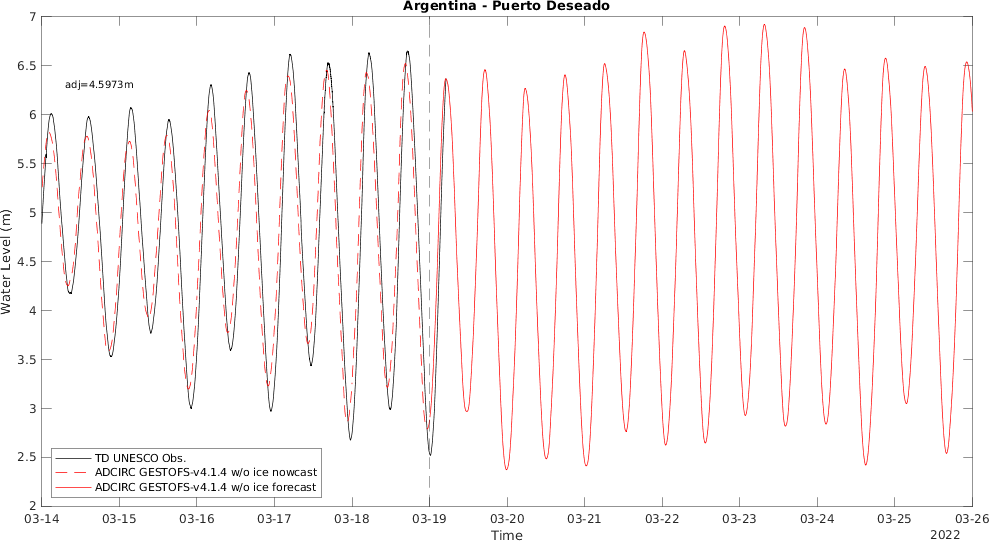 Argentina - Puerto Deseado
7
6.5
6
5.5
5
4.5
4
3.5
3
2.5
2
Water Level (m)
adj=4.5973m
TD UNESCO Obs.
ADCIRC GESTOFS-v4.1.4 w/o ice nowcast
ADCIRC GESTOFS-v4.1.4 w/o ice forecast
03-14 03-15 03-16 03-17 03-18 03-19 03-20 03-21 03-22 03-23 03-24 03-25 03-26
Time
2022